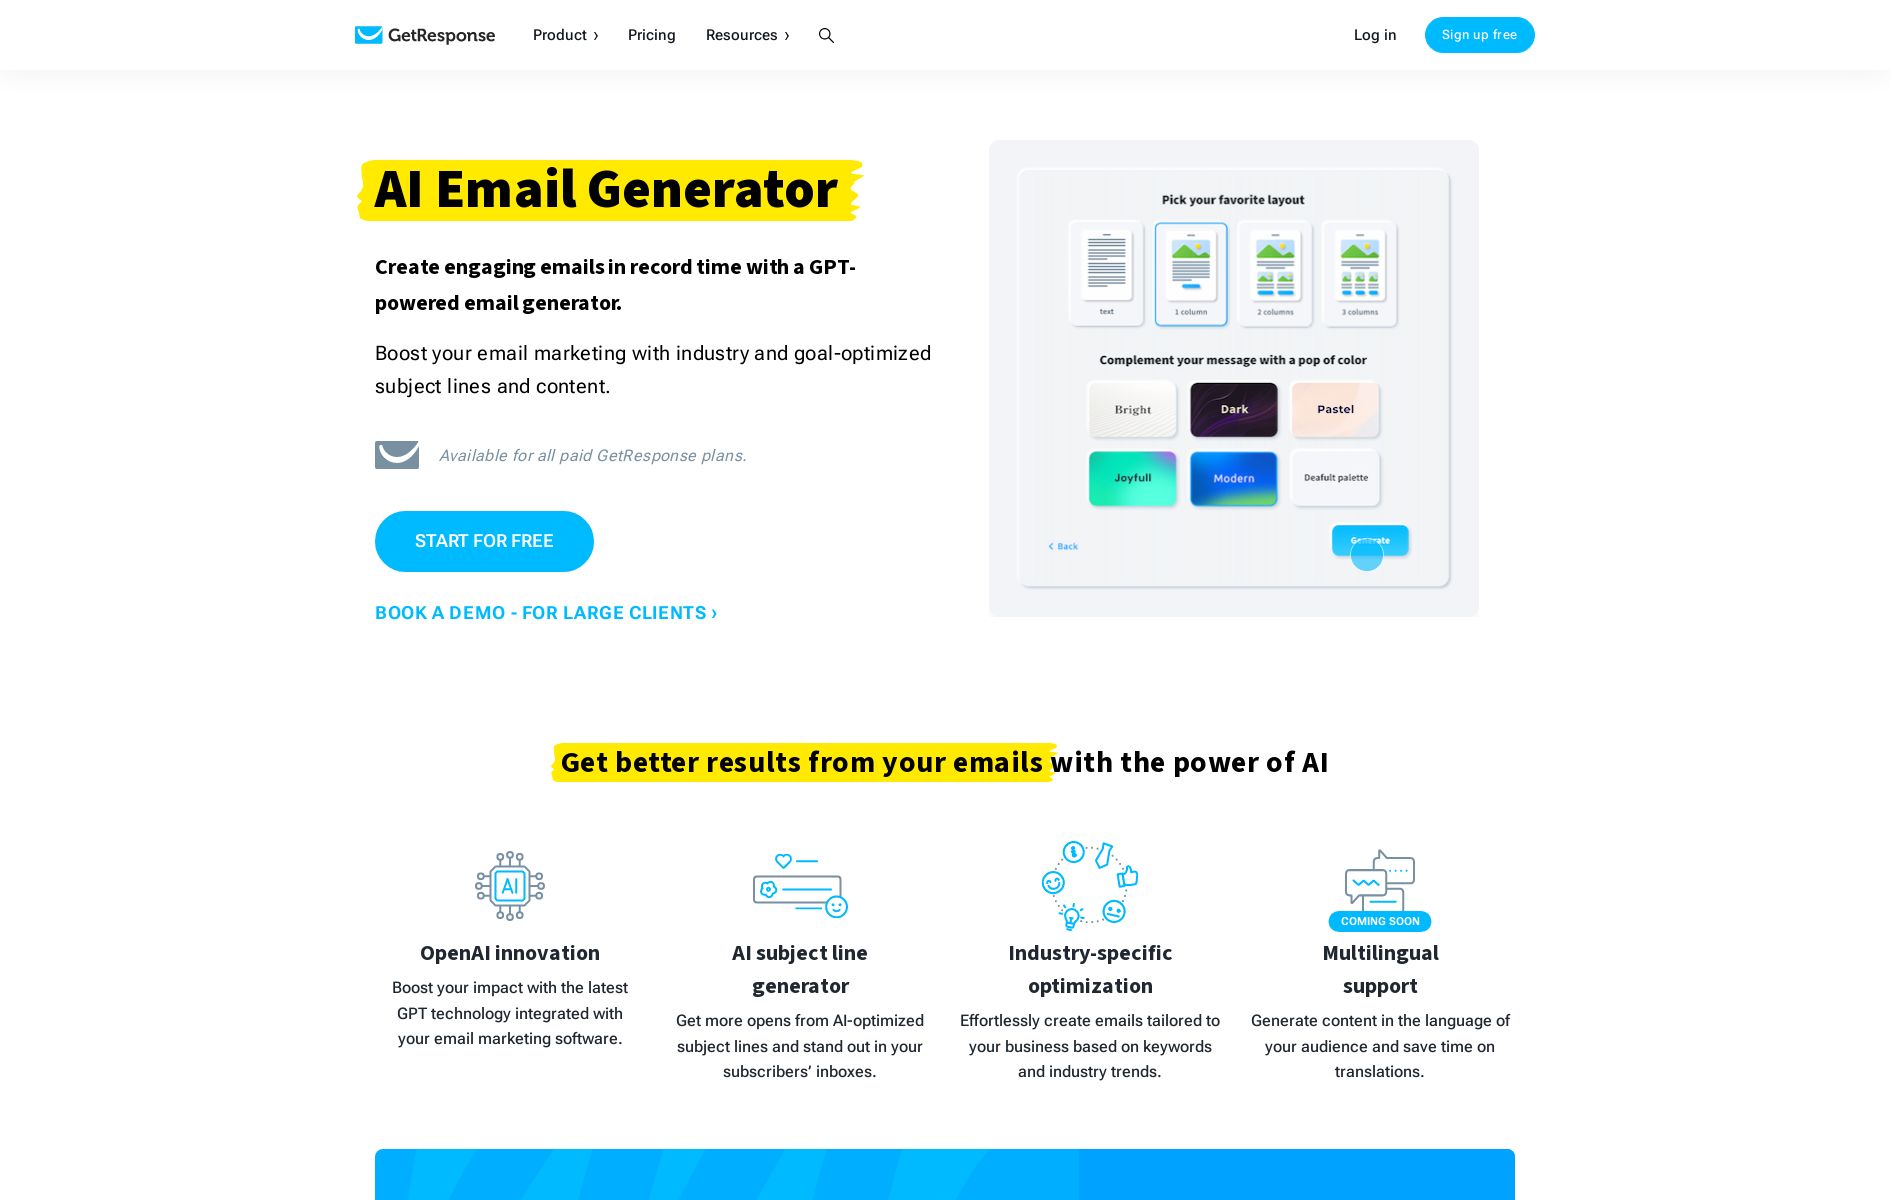 GetResponse Product › Pricing Resources › Log in Sign up free
AI Email Generator
Create engaging emails in record time with a GPT-
powered email generator.
Boost your email marketing with industry and goal-optimized
subject lines and content.
Available for all paid GetResponse plans.
START FOR FREE
BOOK A DEMO - FOR LARGE CLIENTS ›
Pick your favorite layout
text 1 column 2 columns 3 columns
Complement your message with a pop of color
Bright Dark Pastel
Joyfull Modern Deafult palette
‹ Back Generate
Get better results from your emails with the power of AI
AI
OpenAI innovation
Boost your impact with the latest
GPT technology integrated with
your email marketing software.
AI subject line
generator
Get more opens from AI-optimized
subject lines and stand out in your
subscribers’ inboxes.
Industry-specific
optimization
Effortlessly create emails tailored to
your business based on keywords
and industry trends.
COMING SOON
Multilingual
support
Generate content in the language of
your audience and save time on
translations.